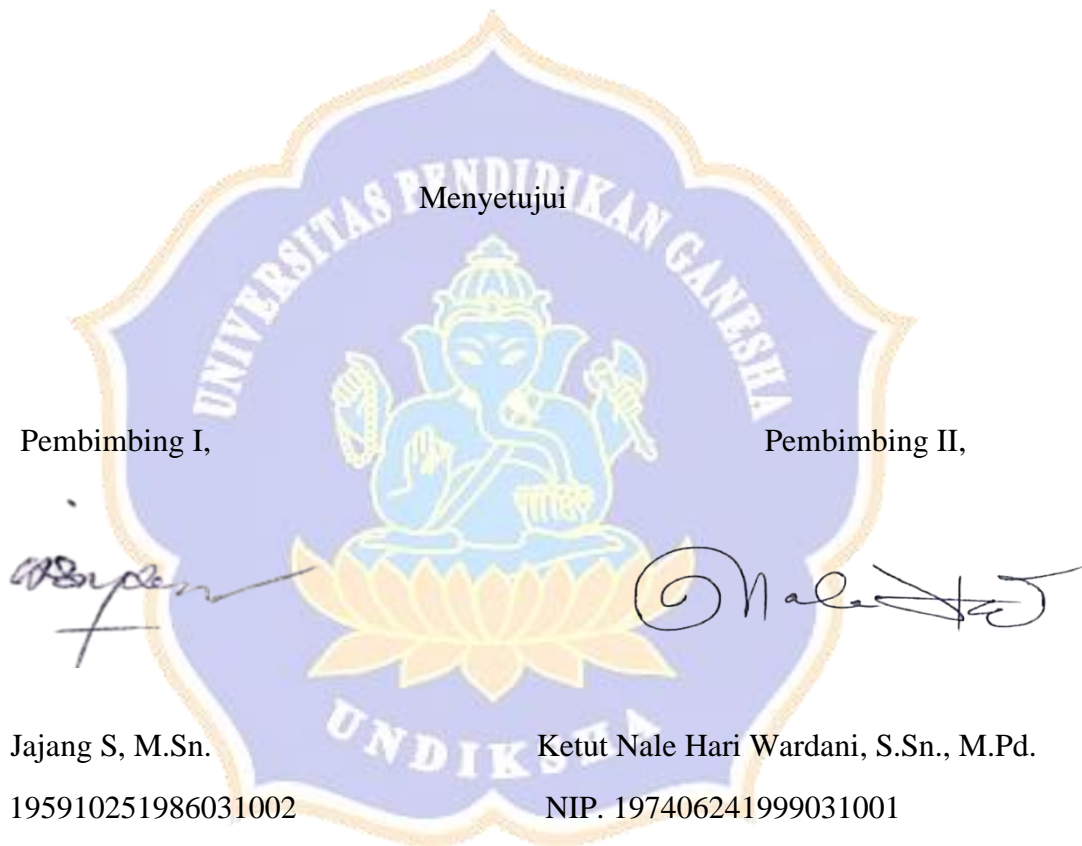 UNIVERSITAS PENDIDIKAN GANESHA
Menyetujui
Pembimbing I,
Pembimbing II,
Jajang S, M.Sn.
Ketut Nale Hari Wardani, S.Sn., M.Pd.
195910251986031002
NIP. 197406241999031001
UNDIKSHA